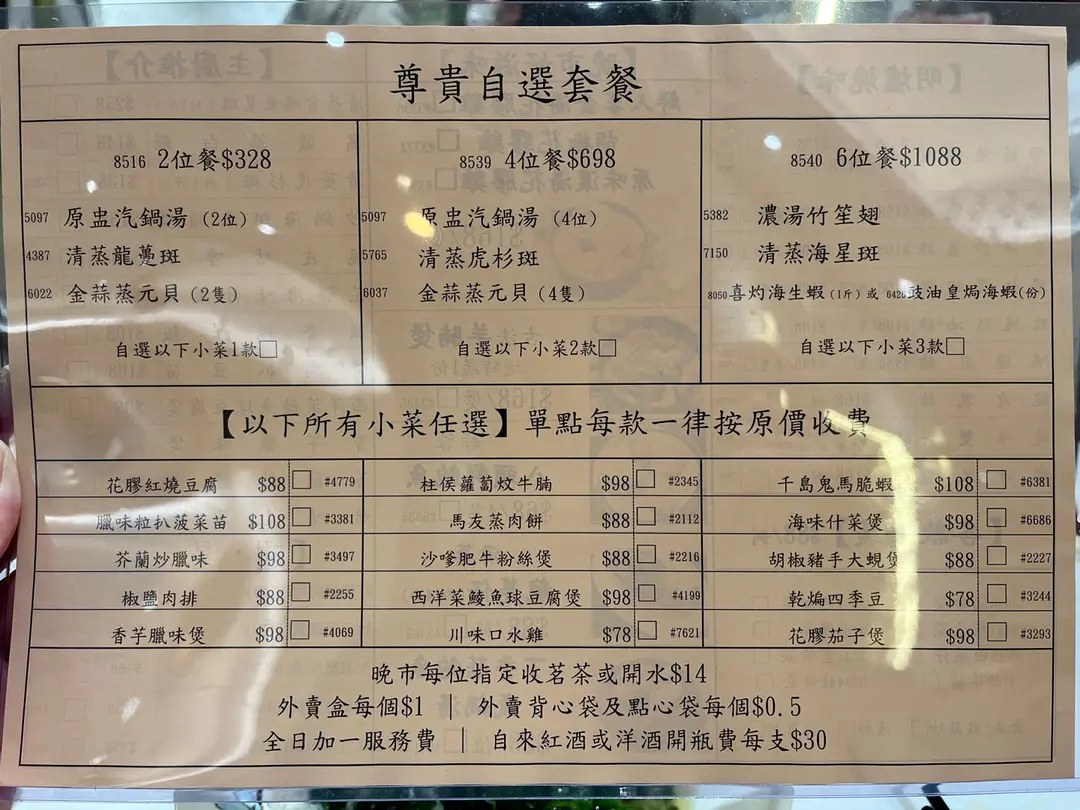 尊貴自選套餐
8516 2位餐$328
5097 原盅汽鍋湯 (2位)
4387 清蒸龍躉斑
6022 金蒜蒸元貝 (2隻)
自選以下小菜1款□
8539 4位餐$698
5097 原盅汽鍋湯 (4位)
5765 清蒸虎杉斑
6037 金蒜蒸元貝 (4隻)
自選以下小菜2款□
8540 6位餐$1088
5382 濃湯竹笙翅
7150 清蒸海星斑
8050 喜灼海生蝦 (1斤) 或 6426 豉油皇焗海蝦(份)
自選以下小菜3款□
【以下所有小菜任選】單點每款一律按原價收費
花膠紅燒豆腐 $88 □ #4779
臘味粒扒菠菜苗 $108 □ #3381
芥蘭炒臘味 $98 □ #3497
椒鹽肉排 $88 □ #2255
香芋臘味煲 $98 □ #4069
柱侯蘿蔔炆牛腩 $98 □ #2345
馬友蒸肉餅 $88 □ #2112
沙嗲肥牛粉絲煲 $88 □ #2216
西洋菜鯪魚球豆腐煲 $98 □ #4199
川味口水雞 $78 □ #7621
千島鬼馬脆蝦 $108 □ #6381
海味什菜煲 $98 □ #6686
胡椒豬手大蜆煲 $88 □ #2227
乾煸四季豆 $78 □ #3244
花膠茄子煲 $98 □ #3293
晚市每位指定收茗茶或開水$14
外賣盒每個$1 | 外賣背心袋及點心袋每個$0.5
全日加一服務費 | 自來紅酒或洋酒開瓶費每支$30